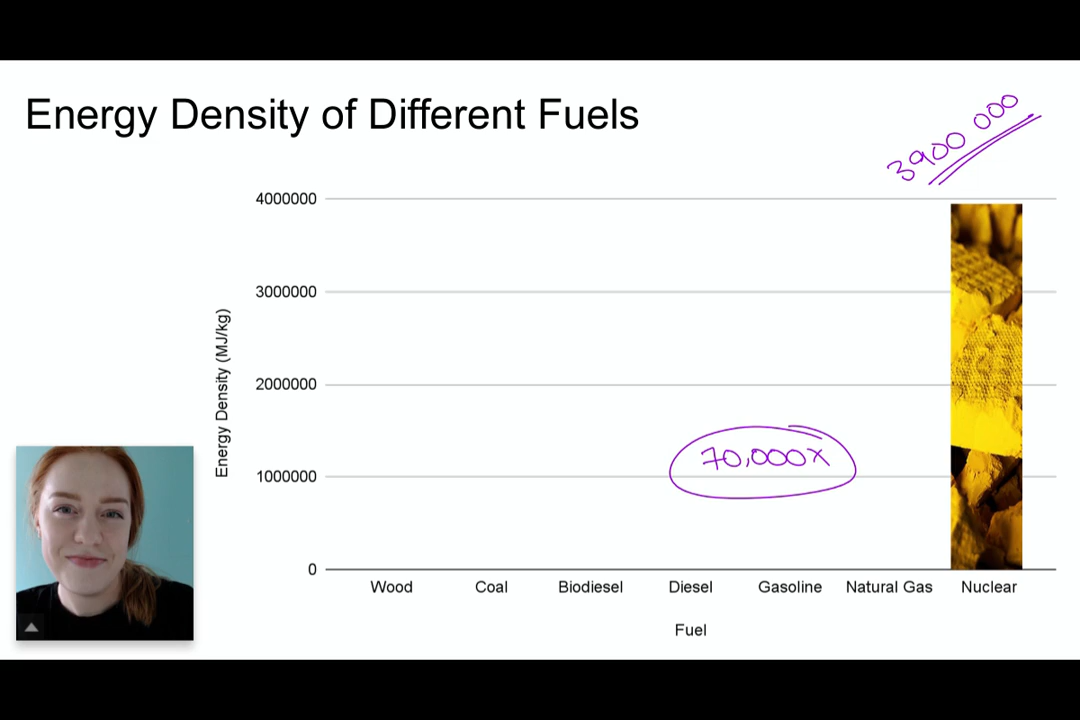 Energy Density of Different Fuels
3900 000
4000000
3000000
2000000
1000000
0
Energy Density (MJ/kg)
70,000x
Wood Coal Biodiesel Diesel Gasoline Natural Gas Nuclear
Fuel